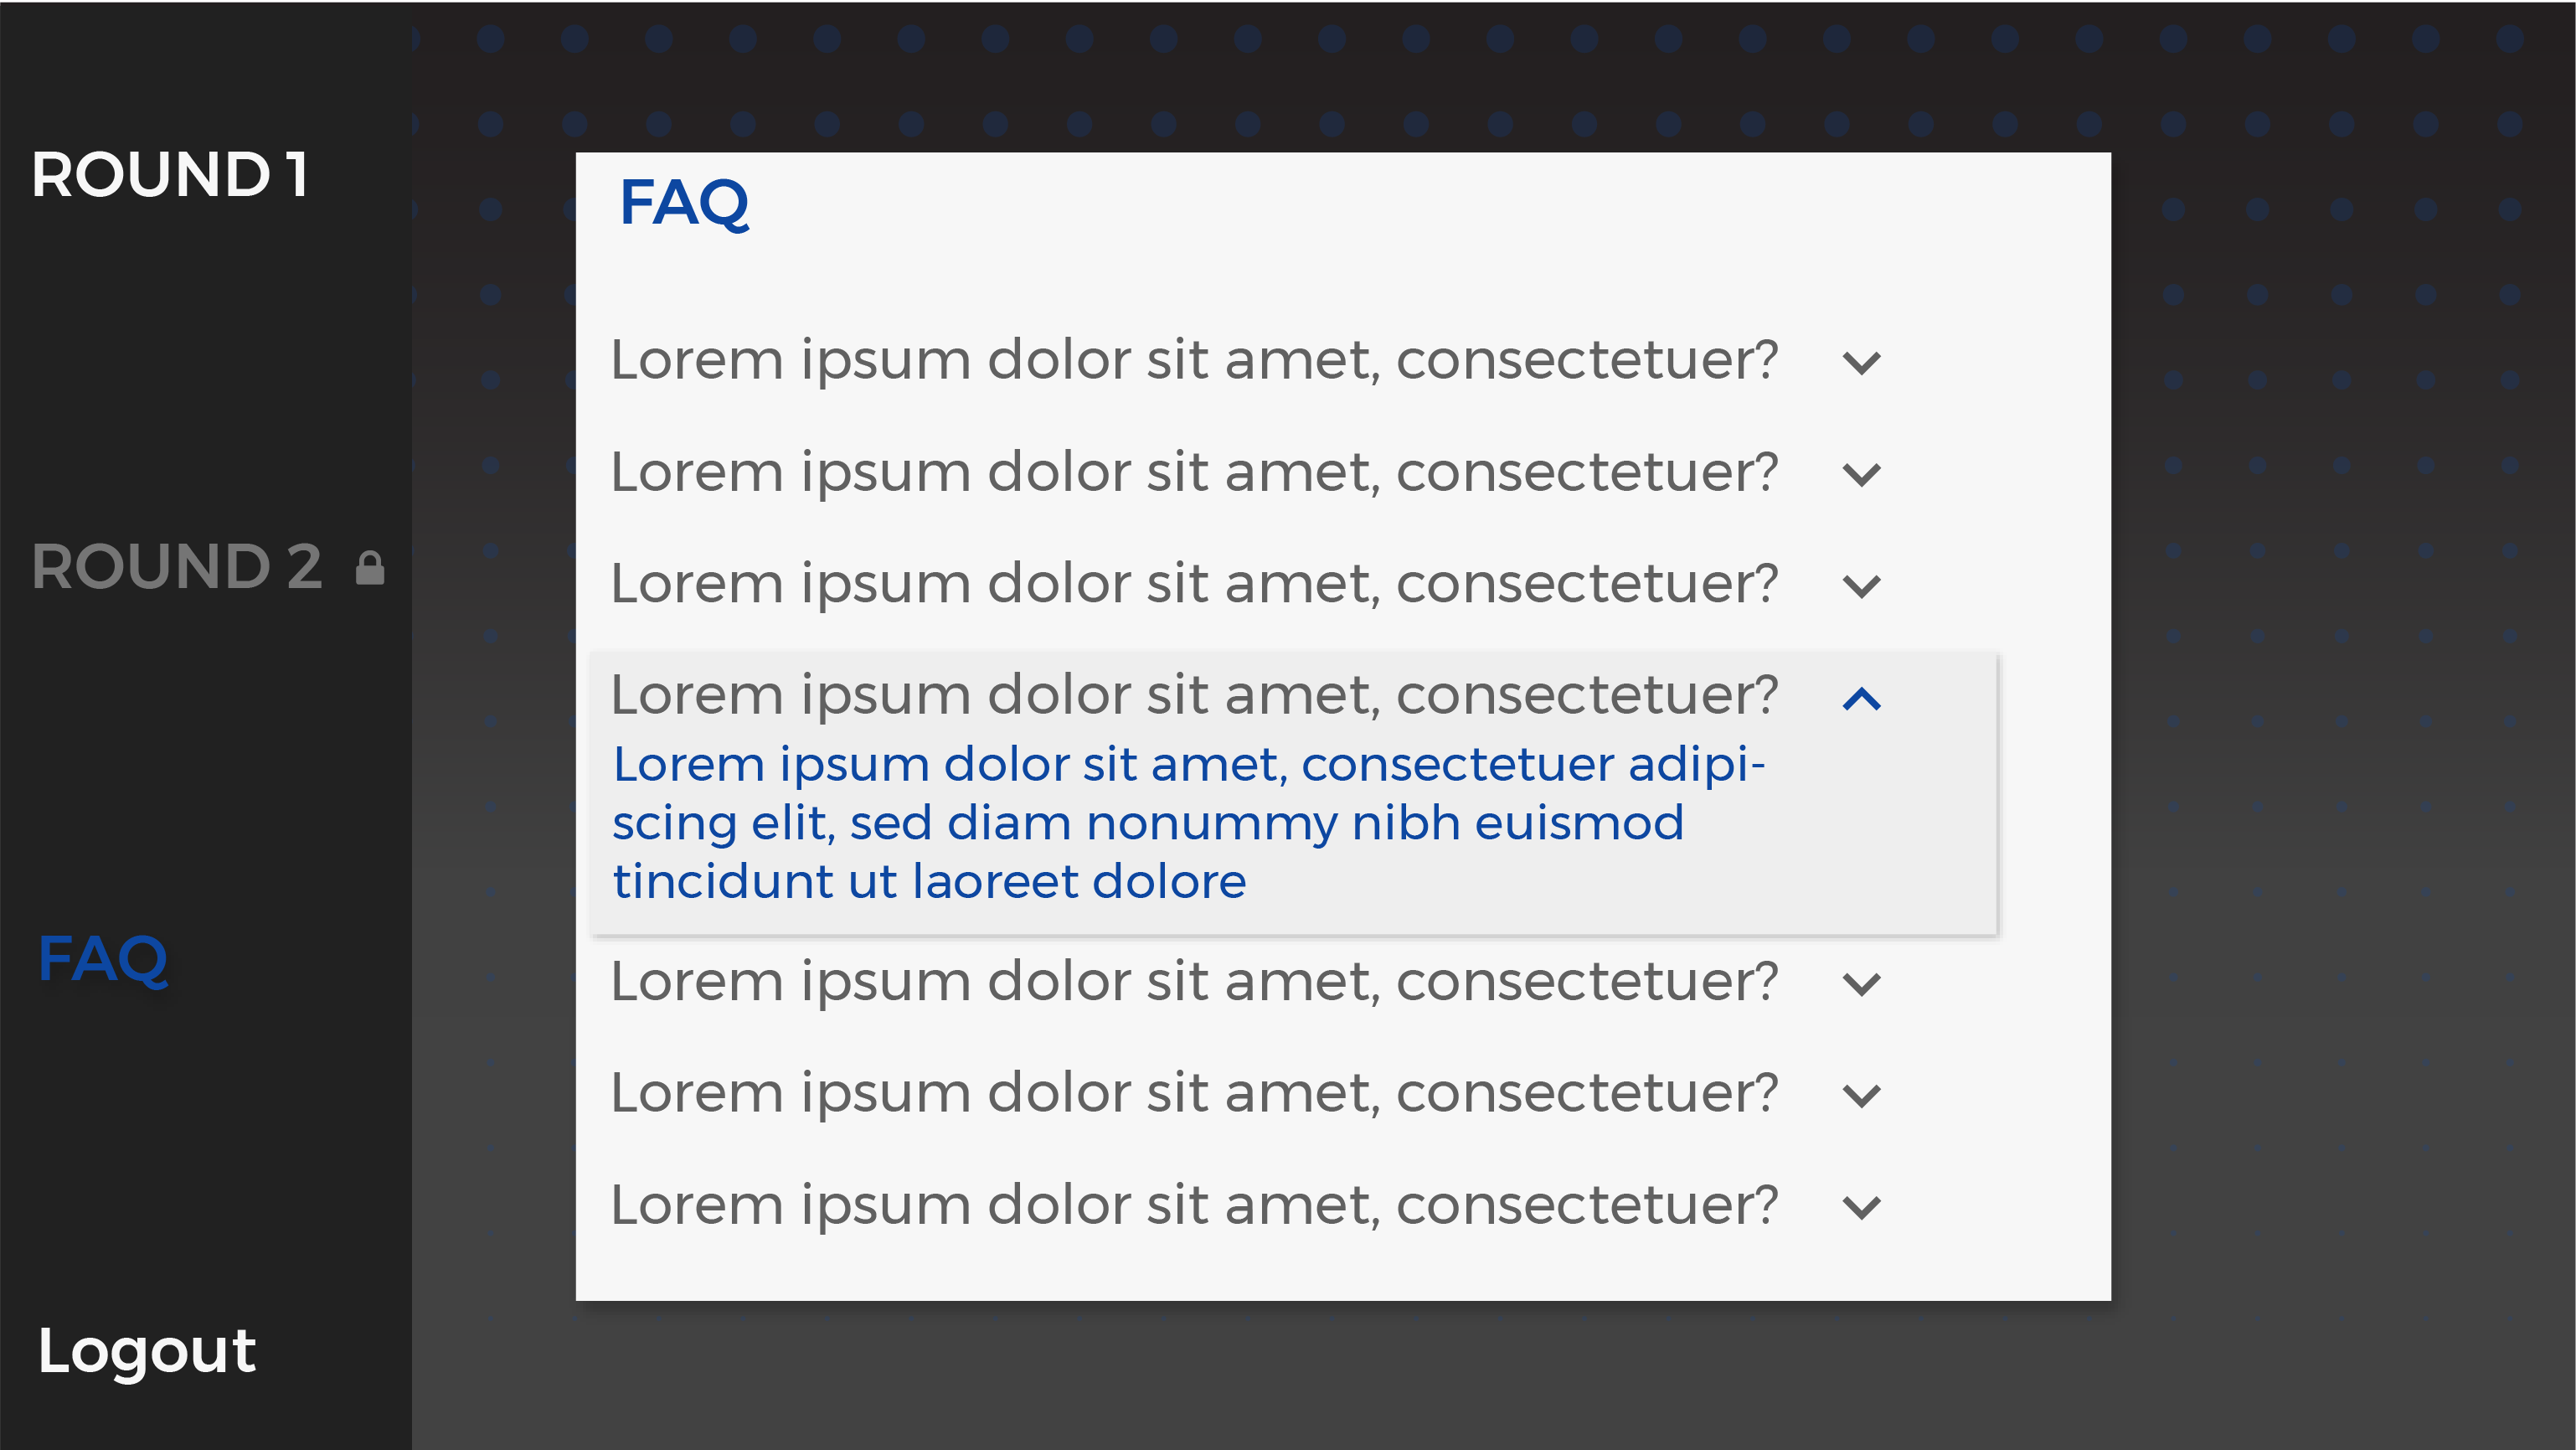 ROUND 1
ROUND 2
FAQ
Logout
FAQ
Lorem ipsum dolor sit amet, consectetuer?
Lorem ipsum dolor sit amet, consectetuer?
Lorem ipsum dolor sit amet, consectetuer?
Lorem ipsum dolor sit amet, consectetuer?
Lorem ipsum dolor sit amet, consectetuer adipi-
scing elit, sed diam nonummy nibh euismod
tincidunt ut laoreet dolore
Lorem ipsum dolor sit amet, consectetuer?
Lorem ipsum dolor sit amet, consectetuer?
Lorem ipsum dolor sit amet, consectetuer?